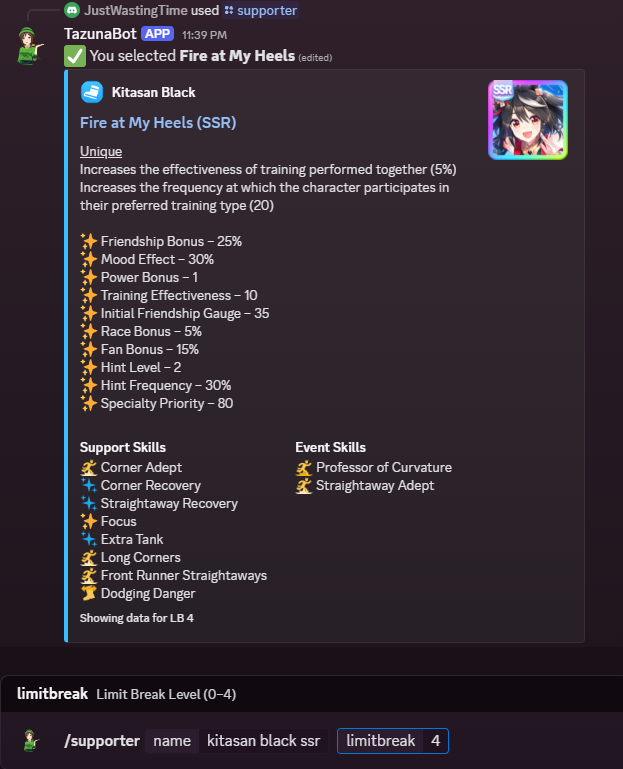 JustWastingTime used supporter
TazunaBot APP 11:39 PM
You selected Fire at My Heels (edited)
Kitasan Black
SSR
Fire at My Heels (SSR)
Unique
Increases the effectiveness of training performed together (5%)
Increases the frequency at which the character participates in
their preferred training type (20)
Friendship Bonus – 25%
Mood Effect – 30%
Power Bonus – 1
Training Effectiveness – 10
Initial Friendship Gauge – 35
Race Bonus – 5%
Fan Bonus – 15%
Hint Level – 2
Hint Frequency – 30%
Specialty Priority – 80
Support Skills
Corner Adept
Corner Recovery
Straightaway Recovery
Focus
Extra Tank
Long Corners
Front Runner Straightaways
Dodging Danger
Event Skills
Professor of Curvature
Straightaway Adept
Showing data for LB 4
limitbreak Limit Break Level (0–4)
/supporter name kitasan black ssr limitbreak 4